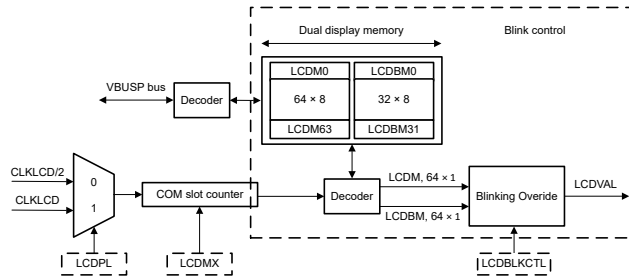 Dual display memory
Blink control
LCDM0
LCDBM0
VBUSP bus
Decoder
64 × 8
32 × 8
LCDM63
LCDBM31
CLKLCD/2
0
LCDM, 64 × 1
CLKLCD
1
COM slot counter
Decoder
Blinking Overide
LCDVAL
LCDBM, 64 × 1
LCDPL
LCDMX
LCDBLKCTL